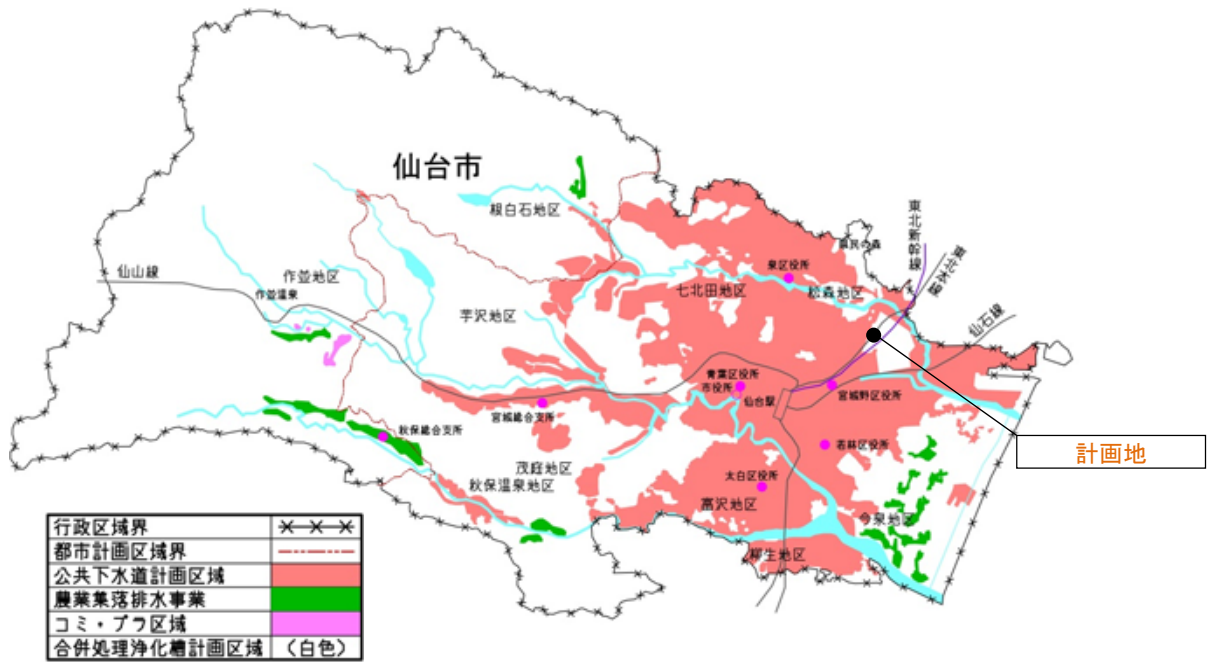 仙台市
根白石地区
県民の森
東北新幹線
東北本線
泉区役所
仙山線
作並地区
作並温泉
七北田地区
松森地区
芋沢地区
仙石線
青葉区役所
市役所
仙台駅
宮城野区役所
宮城総合支所
秋保総合支所
若林区役所
計画地
茂庭地区
秋保温泉地区
太白区役所
富沢地区
今泉地区
柳生地区
行政区域界
都市計画区域界
公共下水道計画区域
農業集落排水事業
コミ・プラ区域
合併処理浄化槽計画区域 (白色)